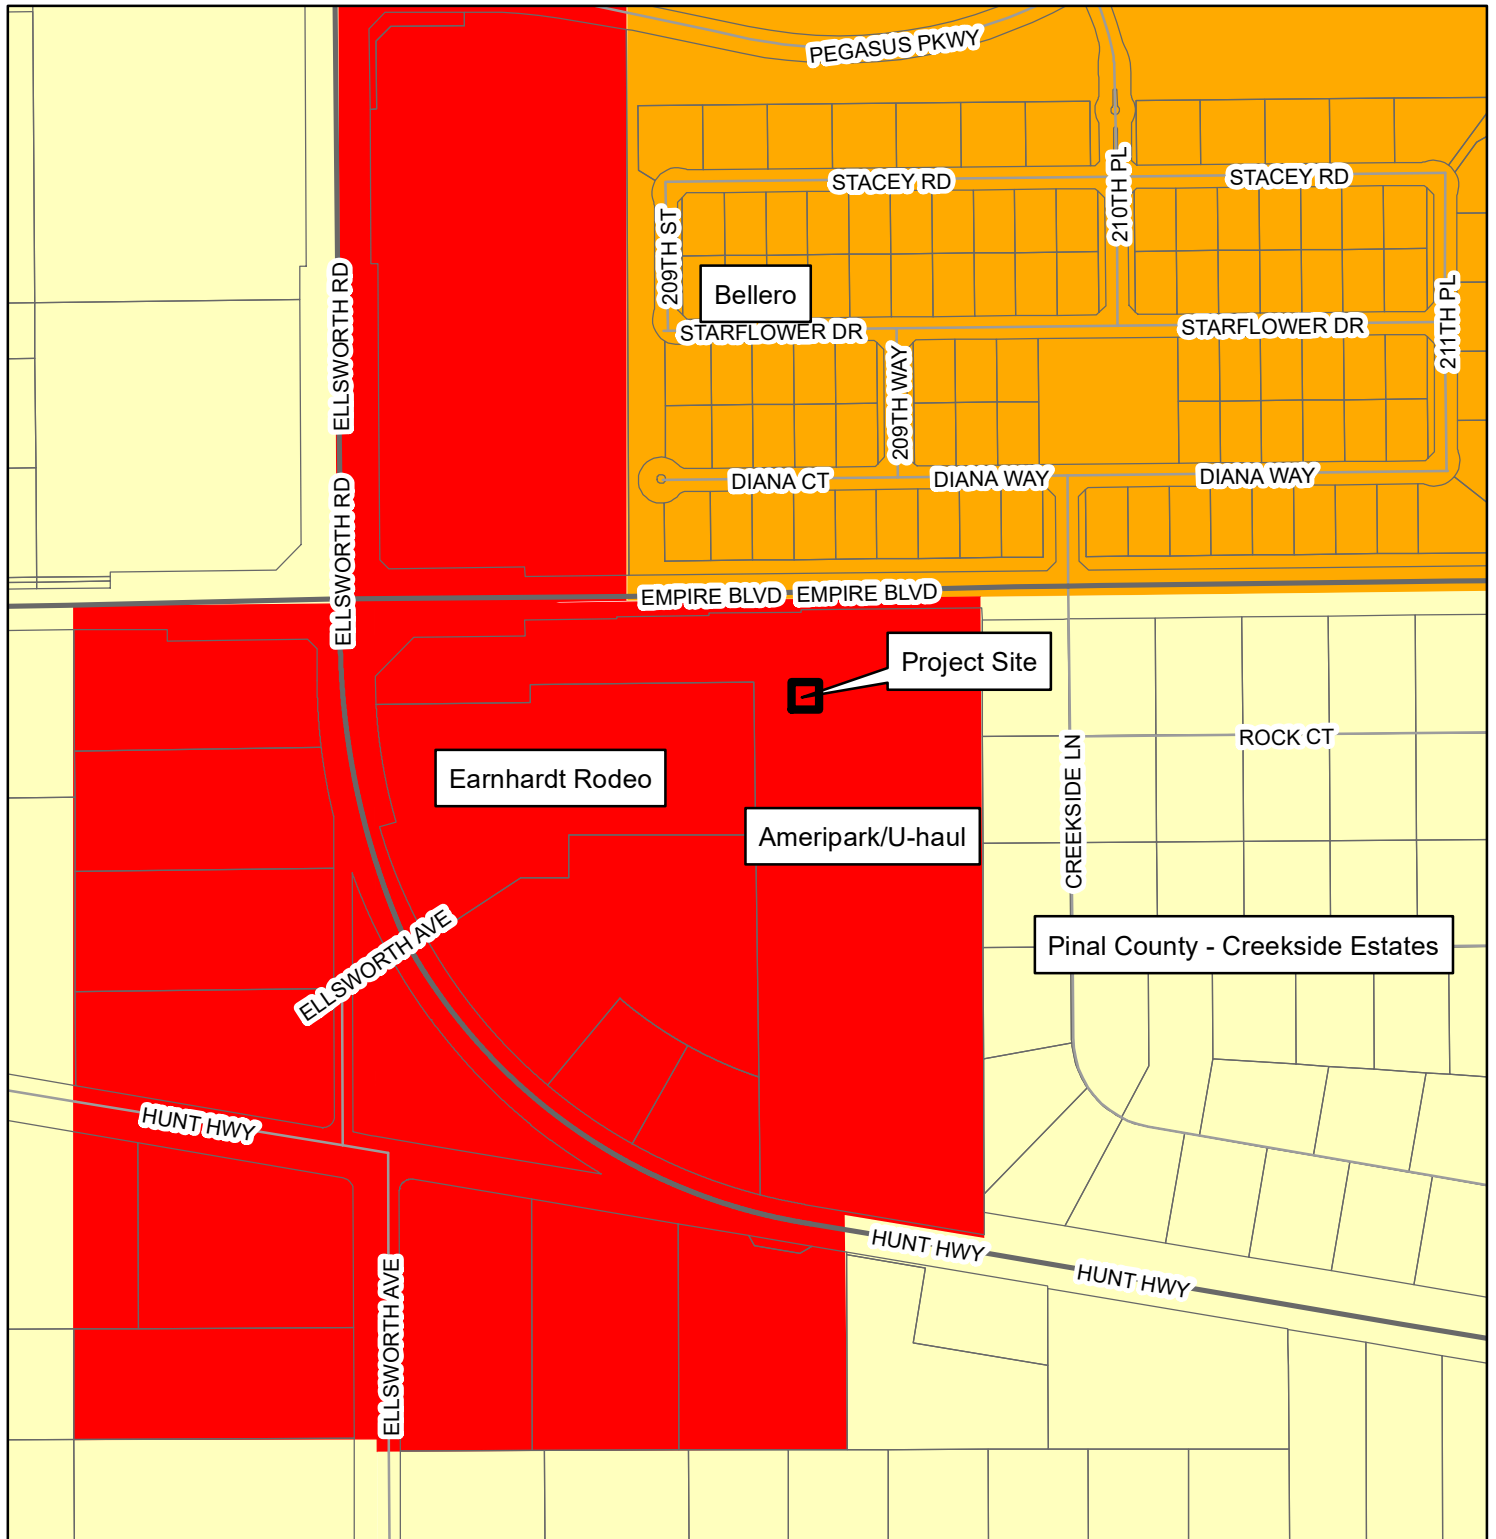 PEGASUS PKWY
STACEY RD
STACEY RD
210TH PL
209TH ST
Bellero
ELLSWORTH RD
STARFLOWER DR
STARFLOWER DR
211TH PL
209TH WAY
DIANA CT
DIANA WAY
DIANA WAY
ELLSWORTH RD
EMPIRE BLVD
EMPIRE BLVD
Project Site
ROCK CT
Earnhardt Rodeo
CREEKSIDE LN
Ameripark/U-haul
Pinal County - Creekside Estates
ELLSWORTH AVE
HUNT HWY
HUNT HWY
HUNT HWY
ELLSWORTH AVE